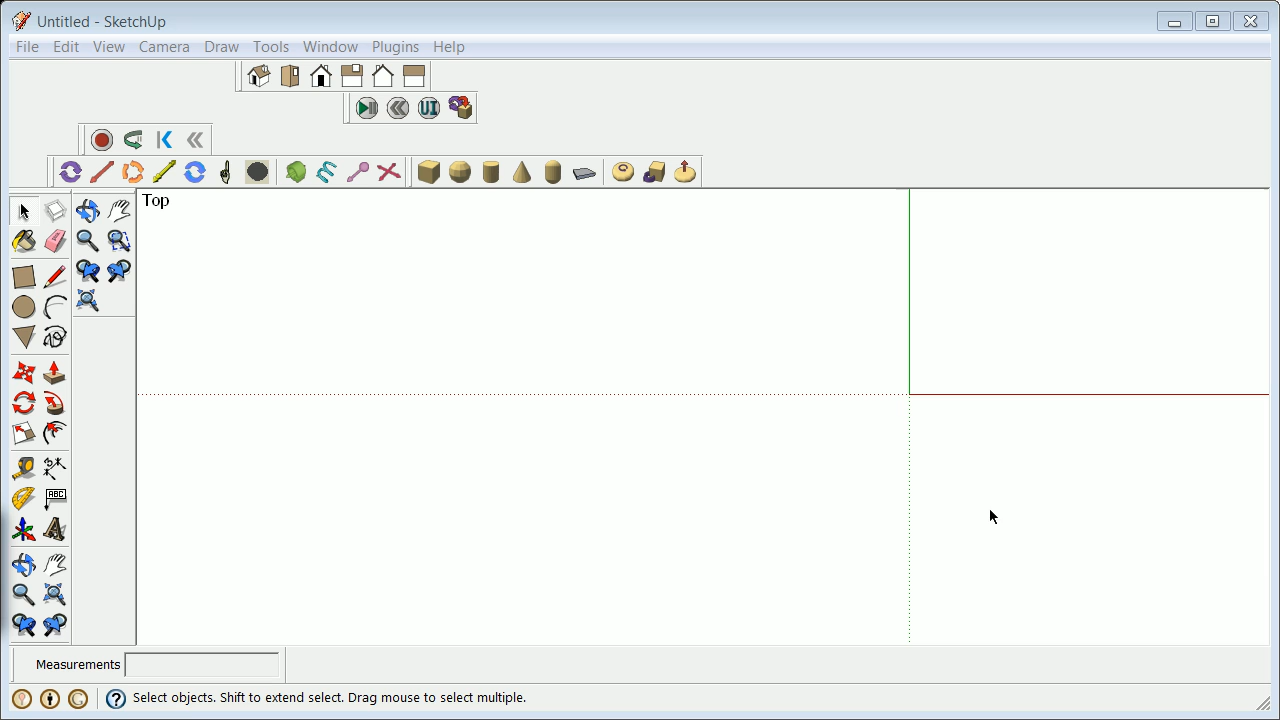 Untitled - SketchUp
File Edit View Camera Draw Tools Window Plugins Help
UI
Top
ABC
A
Measurements
Select objects. Shift to extend select. Drag mouse to select multiple.